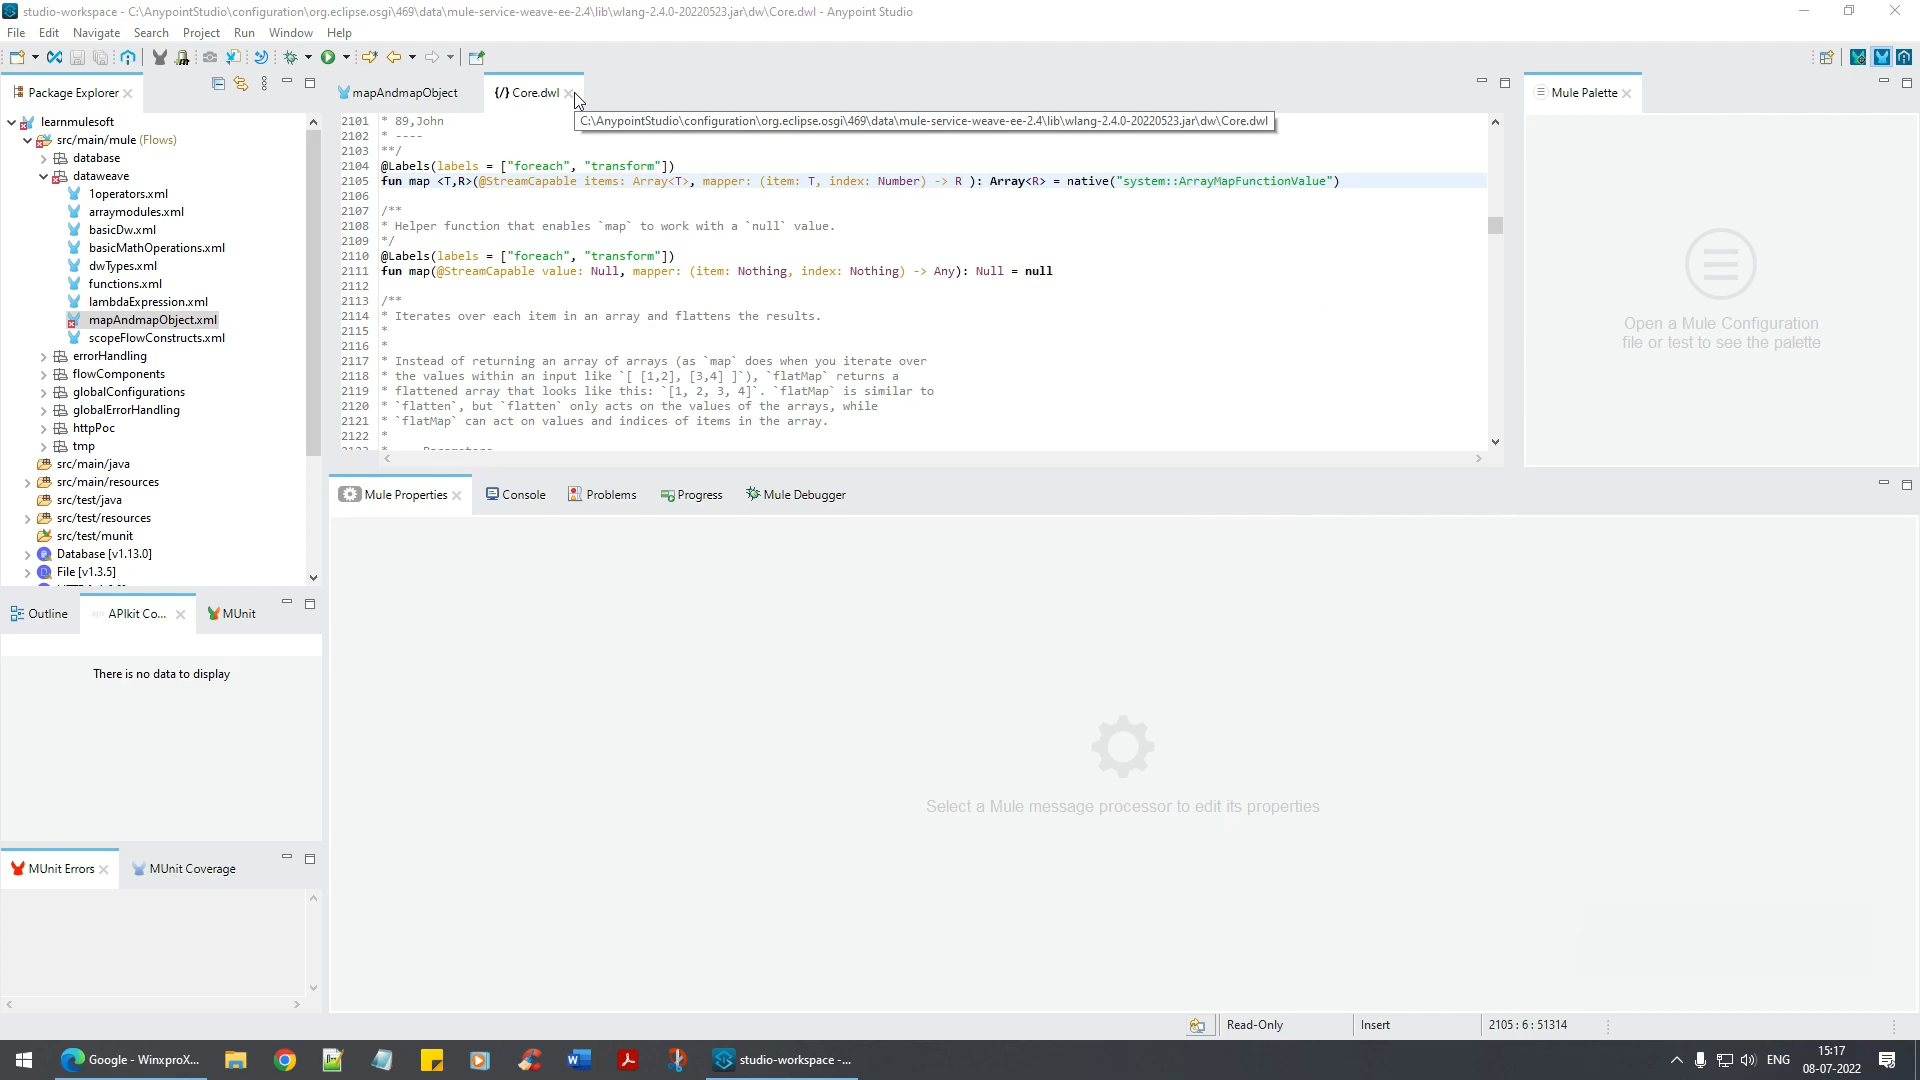 studio-workspace - C:\AnypointStudio\configuration\org.eclipse.osgi\469\data\mule-service-weave-ee-2.4\lib\wlang-2.4.0-20220523.jar\dw\Core.dwl - Anypoint Studio
File Edit Navigate Search Project Run Window Help
Package Explorer
mapAndmapObject
{/} Core.dwl
Mule Palette
C:\AnypointStudio\configuration\org.eclipse.osgi\469\data\mule-service-weave-ee-2.4\lib\wlang-2.4.0-20220523.jar\dw\Core.dwl
learnmulesoft
src/main/mule (Flows)
database
dataweave
1operators.xml
arraymodules.xml
basicDw.xml
basicMathOperations.xml
dwTypes.xml
functions.xml
lambdaExpression.xml
mapAndmapObject.xml
scopeFlowConstructs.xml
errorHandling
flowComponents
globalConfigurations
globalErrorHandling
httpPoc
tmp
src/main/java
src/main/resources
src/test/java
src/test/resources
src/test/munit
Database [v1.13.0]
File [v1.3.5]
2101 * 89,John
2102 * ----
2103 **/
2104 @Labels(labels = ["foreach", "transform"])
2105 fun map <T,R>(@StreamCapable items: Array<T>, mapper: (item: T, index: Number) -> R ): Array<R> = native("system::ArrayMapFunctionValue")
2106
2107 /**
2108 * Helper function that enables `map` to work with a `null` value.
2109 */
2110 @Labels(labels = ["foreach", "transform"])
2111 fun map(@StreamCapable value: Null, mapper: (item: Nothing, index: Nothing) -> Any): Null = null
2112
2113 /**
2114 * Iterates over each item in an array and flattens the results.
2115 *
2116 *
2117 * Instead of returning an array of arrays (as `map` does when you iterate over
2118 * the values within an input like `[ [1,2], [3,4] ]`), `flatMap` returns a
2119 * flattened array that looks like this: `[1, 2, 3, 4]`. `flatMap` is similar to
2120 * `flatten`, but `flatten` only acts on the values of the arrays, while
2121 * `flatMap` can act on values and indices of items in the array.
2122 *
Open a Mule Configuration
file or test to see the palette
Mule Properties
Console
Problems
Progress
Mule Debugger
Select a Mule message processor to edit its properties
Outline
APIkit Co...
MUnit
There is no data to display
MUnit Errors
MUnit Coverage
Read-Only
Insert
2105 : 6 : 51314
Google - WinxproX...
studio-workspace -...
ENG
15:17
08-07-2022